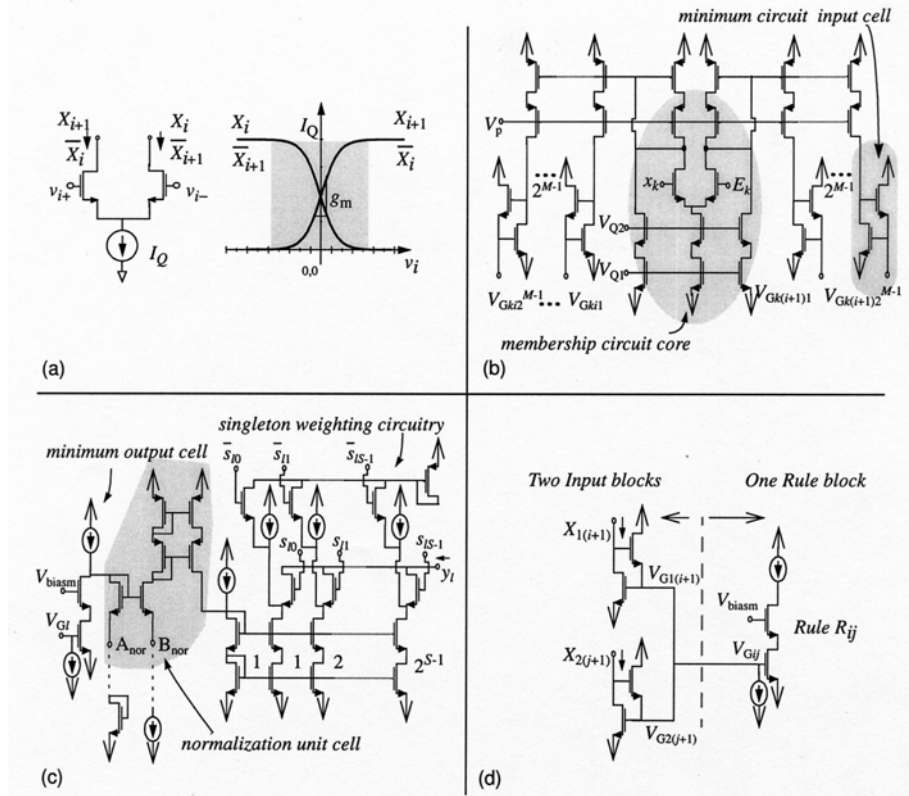 X_{i+1} X_i
\overline{X_i} \overline{X_{i+1}}
v_{i+} v_{i-}
I_Q
X_i I_Q X_{i+1}
\overline{X_{i+1}} \overline{X_i}
g_m
0,0 v_i
(a)
minimum circuit input cell
V_p
2^{M-1} 2^{M-1}
x_k E_k
V_{Q2}
V_{Q1}
V_{Gki2^{M-1}} V_{Gki1} V_{Gk(i+1)1} V_{Gk(i+1)2^{M-1}}
membership circuit core
(b)
singleton weighting circuitry
minimum output cell
\overline{s}_{l0} \overline{s}_{l1} \overline{s}_{lS-1}
s_{l0} s_{l1} s_{lS-1}
y_l
V_{biasm}
V_{Gl}
A_{nor} B_{nor}
1 1 2 2^{S-1}
normalization unit cell
(c)
Two Input blocks One Rule block
X_{1(i+1)}
V_{G1(i+1)}
V_{biasm}
Rule R_{ij}
X_{2(j+1)}
V_{Gij}
V_{G2(j+1)}
(d)